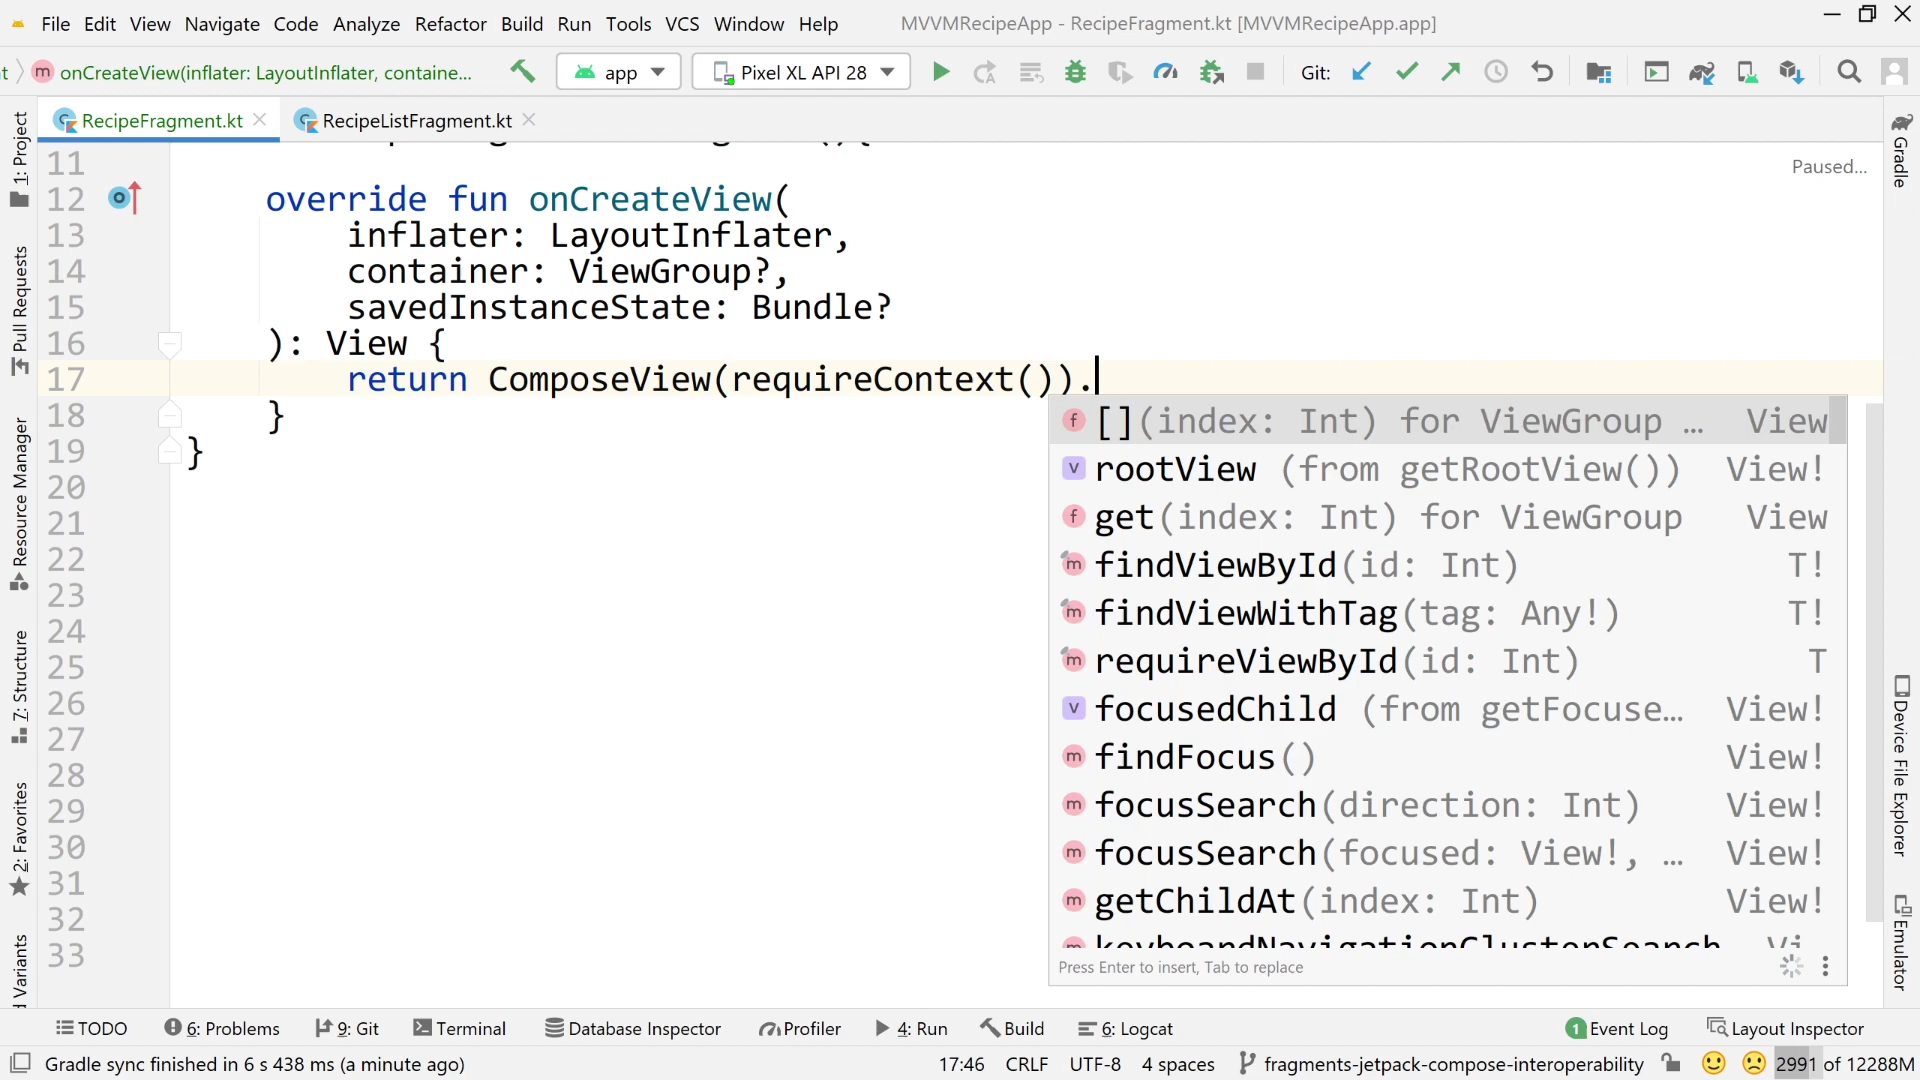 File Edit View Navigate Code Analyze Refactor Build Run Tools VCS Window Help MVVMRecipeApp - RecipeFragment.kt [MVVMRecipeApp.app]
onCreateView(inflater: LayoutInflater, containe... app Pixel XL API 28 Git:
RecipeFragment.kt RecipeListFragment.kt
Paused...
11
12 override fun onCreateView(
13 inflater: LayoutInflater,
14 container: ViewGroup?,
15 savedInstanceState: Bundle?
16 ): View {
17 return ComposeView(requireContext()).
18 }
19 }
20
21
22
23
24
25
26
27
28
29
30
31
32
33
[](index: Int) for ViewGroup … View
rootView (from getRootView()) View!
get(index: Int) for ViewGroup View
findViewById(id: Int) T!
findViewWithTag(tag: Any!) T!
requireViewById(id: Int) T
focusedChild (from getFocuse… View!
findFocus() View!
focusSearch(direction: Int) View!
focusSearch(focused: View!, … View!
getChildAt(index: Int) View!
keyboardNavigationClusterSearch Vi
Press Enter to insert, Tab to replace
1: Project
Pull Requests
Resource Manager
7: Structure
2: Favorites
Variants
Gradle
Device File Explorer
Emulator
TODO 6: Problems 9: Git Terminal Database Inspector Profiler 4: Run Build 6: Logcat 1 Event Log Layout Inspector
Gradle sync finished in 6 s 438 ms (a minute ago) 17:46 CRLF UTF-8 4 spaces fragments-jetpack-compose-interoperability 2991 of 12288M